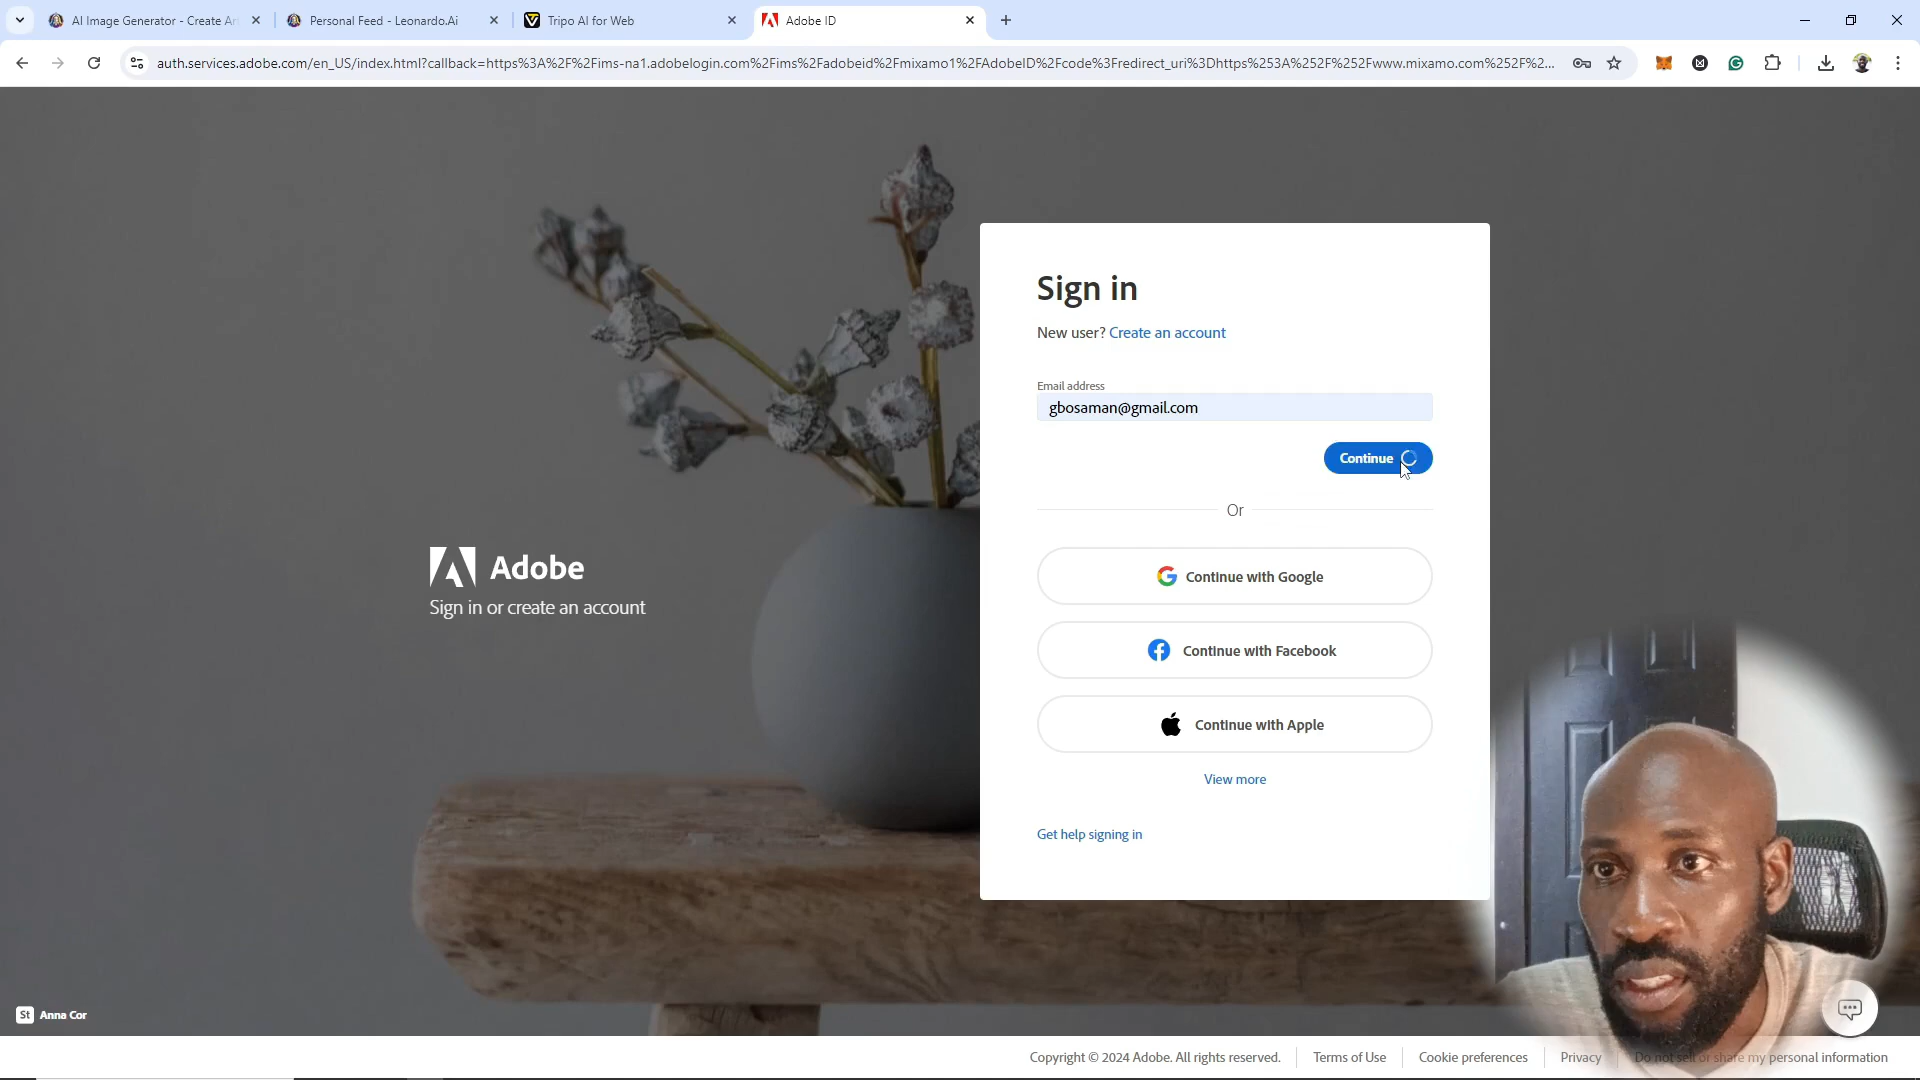 AI Image Generator - Create Ar
Personal Feed - Leonardo.Ai
Tripo AI for Web
Adobe ID
auth.services.adobe.com/en_US/index.html?callback=https%3A%2F%2Fims-na1.adobelogin.com%2Fims%2Fadobeid%2Fmixamo1%2FAdobeID%2Fcode%3Fredirect_uri%3Dhttps%253A%252F%252Fwww.mixamo.com%252F%2...
Sign in
New user? Create an account
Email address
gbosaman@gmail.com
Continue
Or
Continue with Google
Continue with Facebook
Continue with Apple
View more
Get help signing in
Adobe
Sign in or create an account
St Anna Cor
Copyright © 2024 Adobe. All rights reserved. Terms of Use Cookie preferences Privacy Do not sell or share my personal information